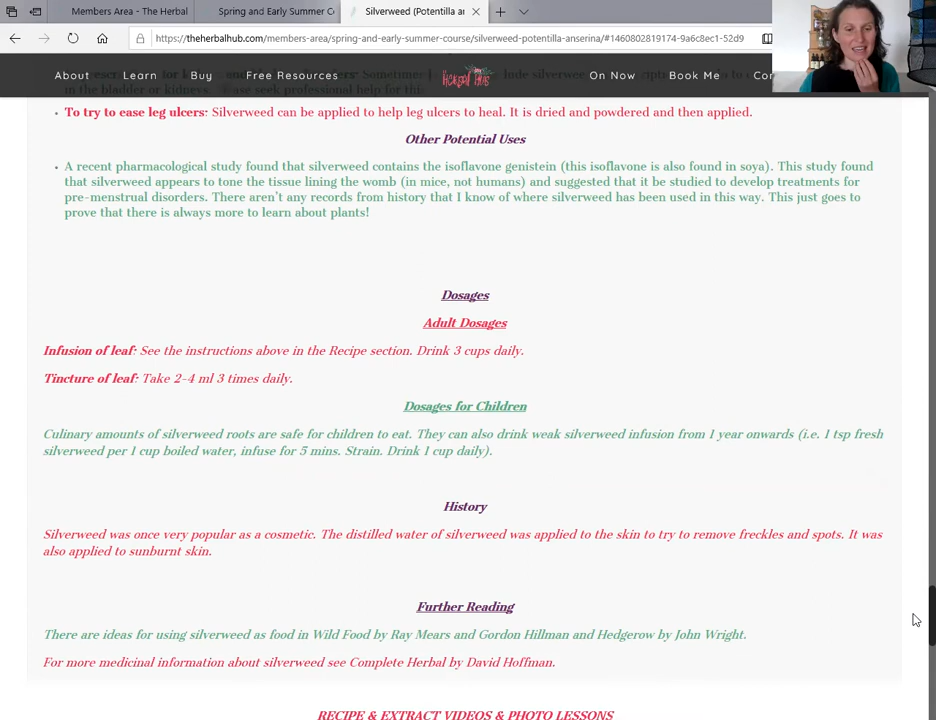 Members Area - The Herbal
Spring and Early Summer Co
Silverweed (Potentilla an
https://theherbalhub.com/members-area/spring-and-early-summer-course/silverweed-potentilla-anserina/#1460802819174-9a6c8ec1-52d9
About Learn Buy Free Resources On Now Book Me
in the bladder or kidneys. Please seek professional help for this.
• To try to ease leg ulcers: Silverweed can be applied to help leg ulcers to heal. It is dried and powdered and then applied.
Other Potential Uses
• A recent pharmacological study found that silverweed contains the isoflavone genistein (this isoflavone is also found in soya). This study found
that silverweed appears to tone the tissue lining the womb (in mice, not humans) and suggested that it be studied to develop treatments for
pre-menstrual disorders. There aren't any records from history that I know of where silverweed has been used in this way. This just goes to
prove that there is always more to learn about plants!
Dosages
Adult Dosages
Infusion of leaf: See the instructions above in the Recipe section. Drink 3 cups daily.
Tincture of leaf: Take 2-4 ml 3 times daily.
Dosages for Children
Culinary amounts of silverweed roots are safe for children to eat. They can also drink weak silverweed infusion from 1 year onwards (i.e. 1 tsp fresh
silverweed per 1 cup boiled water, infuse for 5 mins. Strain. Drink 1 cup daily).
History
Silverweed was once very popular as a cosmetic. The distilled water of silverweed was applied to the skin to try to remove freckles and spots. It was
also applied to sunburnt skin.
Further Reading
There are ideas for using silverweed as food in Wild Food by Ray Mears and Gordon Hillman and Hedgerow by John Wright.
For more medicinal information about silverweed see Complete Herbal by David Hoffman.
RECIPE & EXTRACT VIDEOS & PHOTO LESSONS